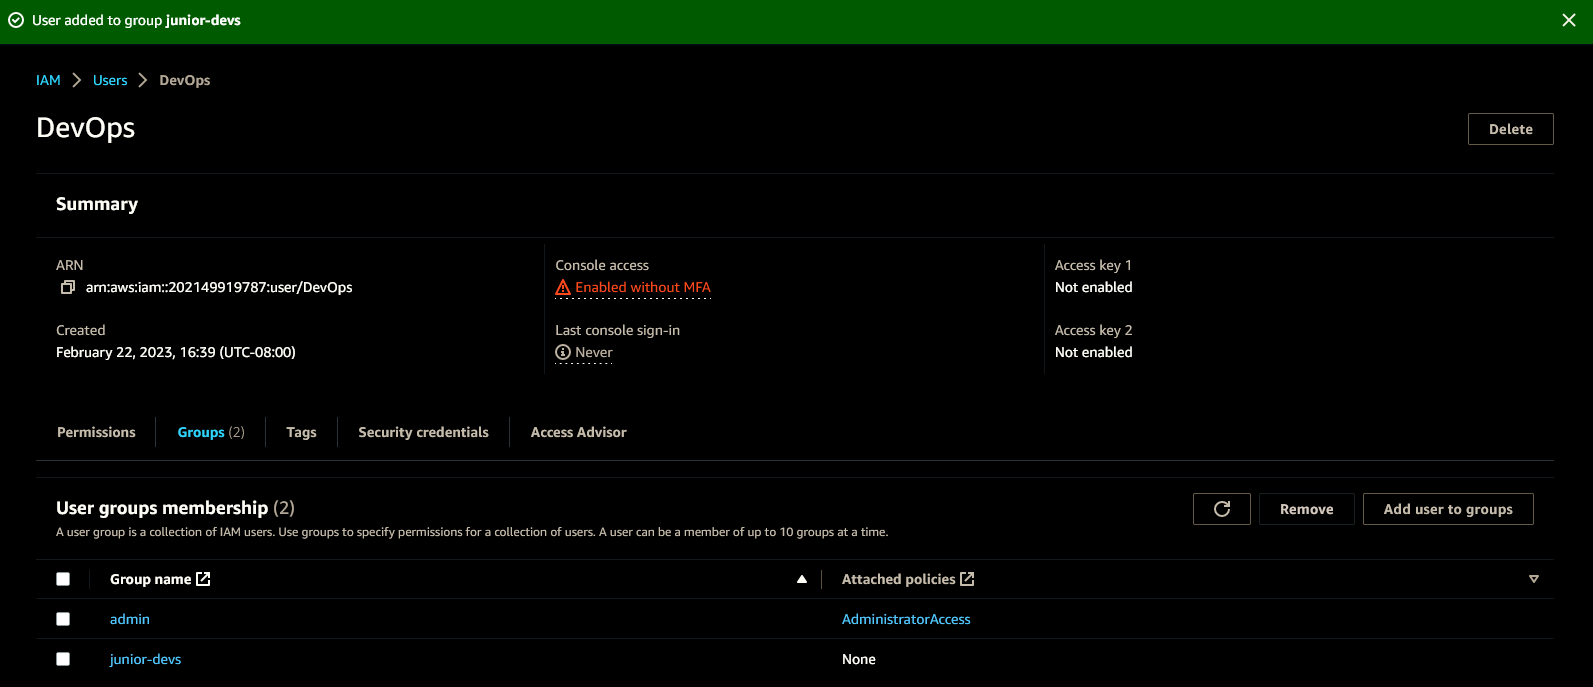 User added to group junior-devs
IAM > Users > DevOps
DevOps
Delete
Summary
ARN
arn:aws:iam::202149919787:user/DevOps
Created
February 22, 2023, 16:39 (UTC-08:00)
Console access
Enabled without MFA
Last console sign-in
Never
Access key 1
Not enabled
Access key 2
Not enabled
Permissions Groups (2) Tags Security credentials Access Advisor
User groups membership (2)
A user group is a collection of IAM users. Use groups to specify permissions for a collection of users. A user can be a member of up to 10 groups at a time.
Remove Add user to groups
Group name Attached policies
admin AdministratorAccess
junior-devs None